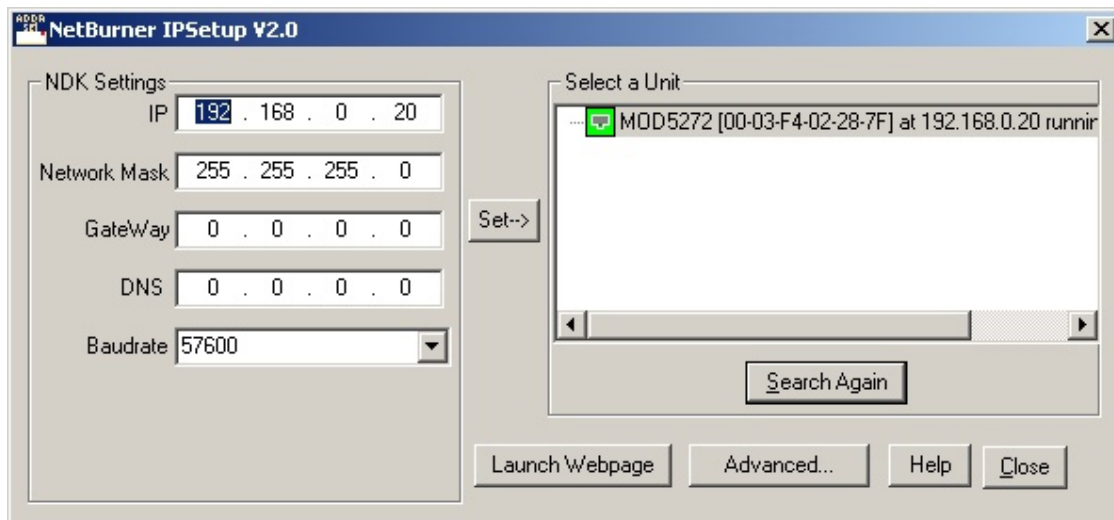 NetBurner IPSetup V2.0
NDK Settings
IP 192 . 168 . 0 . 20
Network Mask 255 . 255 . 255 . 0
GateWay 0 . 0 . 0 . 0
DNS 0 . 0 . 0 . 0
Baudrate 57600
Set-->
Select a Unit
MOD5272 [00-03-F4-02-28-7F] at 192.168.0.20
Search Again
Launch Webpage
Advanced...
Help
Close